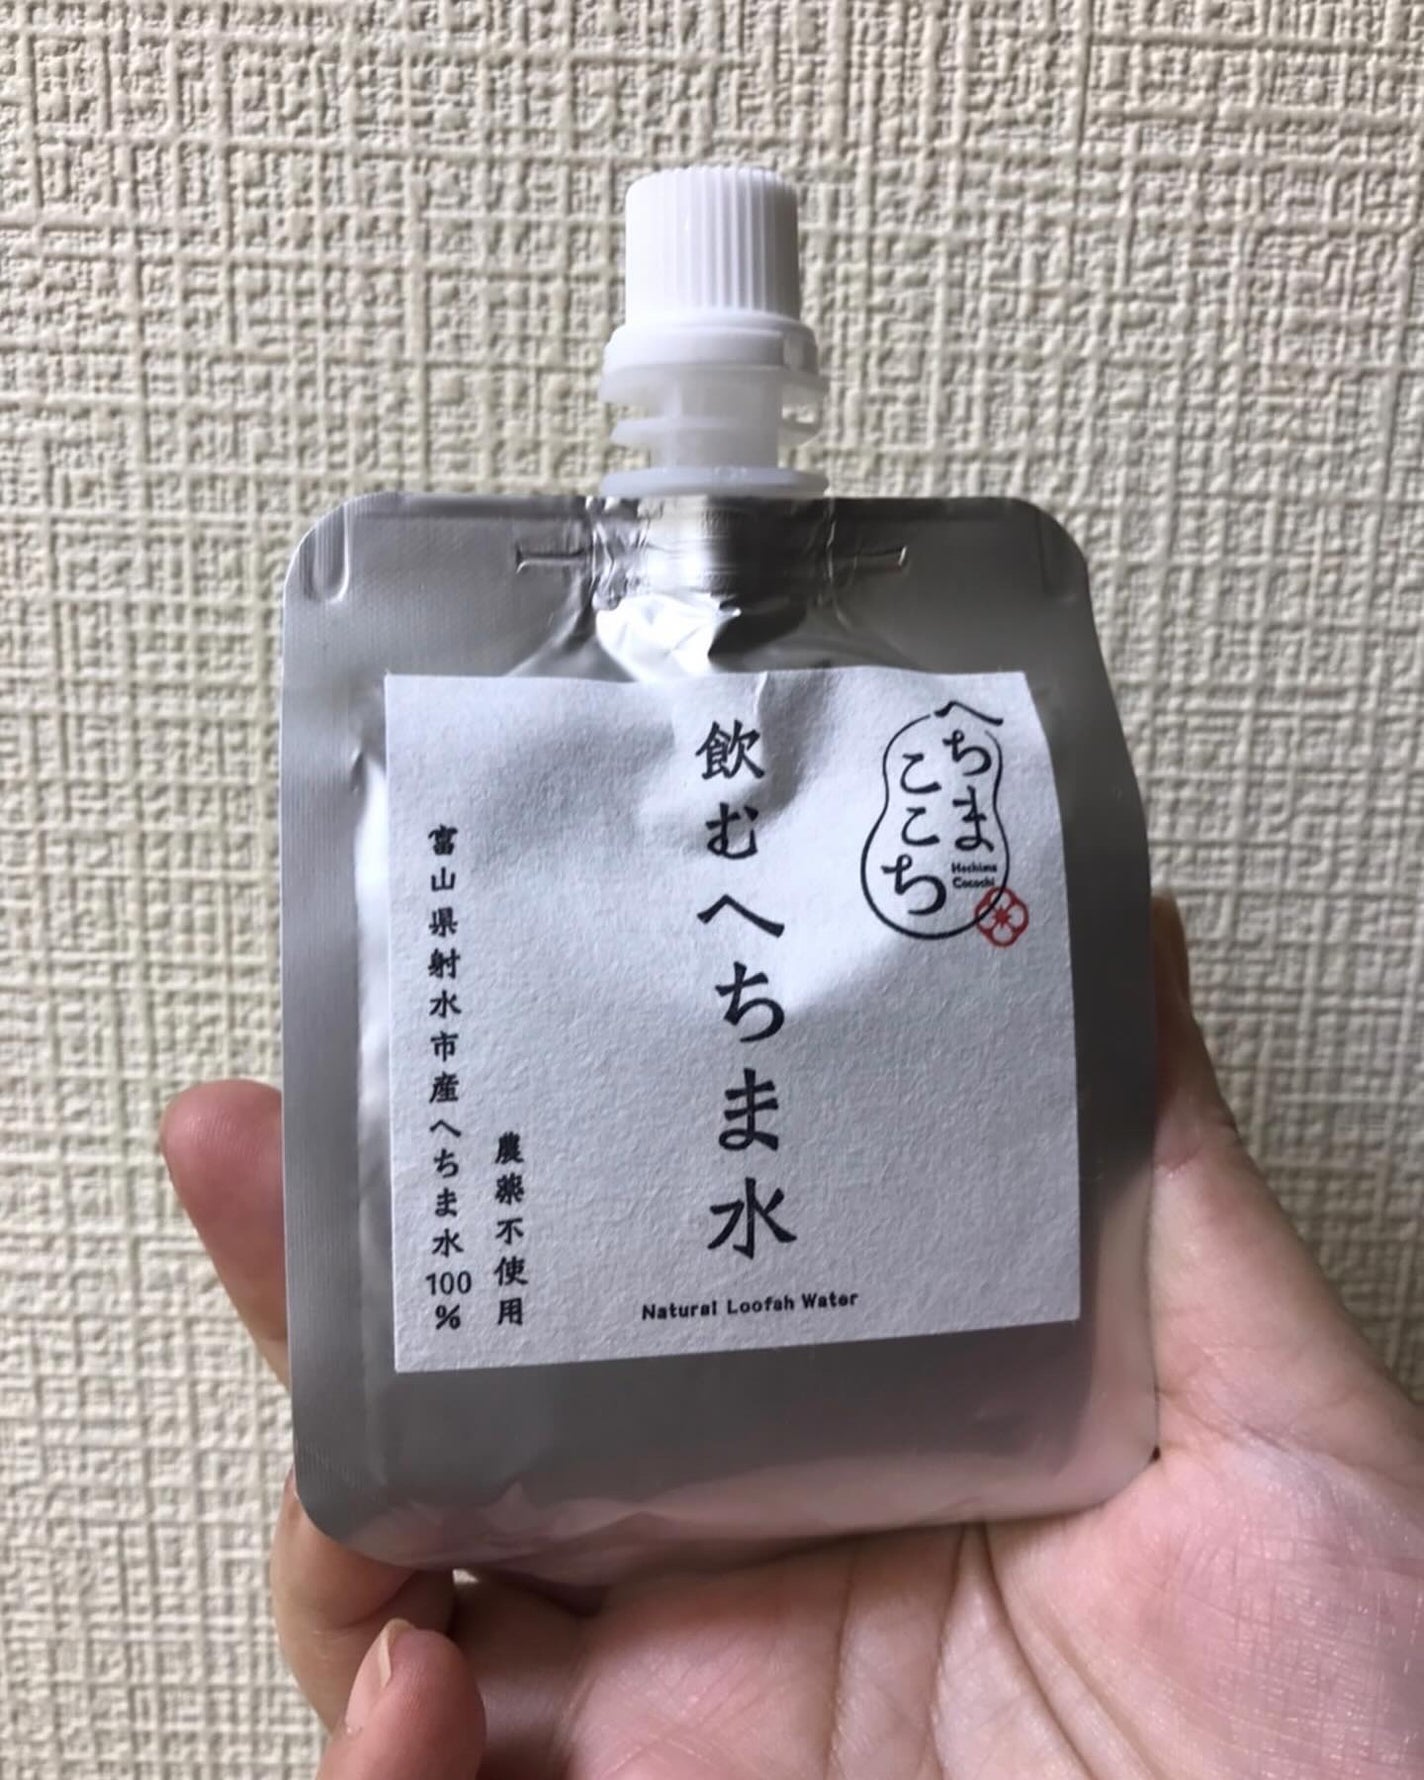 へちま
ここち
Hechima
Cocochi
飲むへちま水
Natural Loofah Water
農薬不使用
富山県射水市産へちま水100%